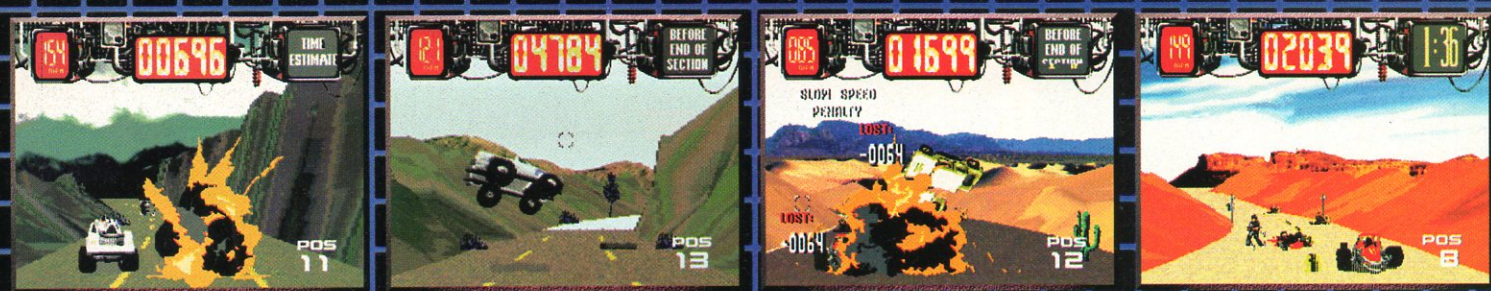 154
00696
TIME
ESTIMATE
POS
11
121
04784
BEFORE
END OF
SECTION
POS
13
085
01699
BEFORE
END OF
SECTION
SLOW SPEED
PENALTY
LOST:
-0064
LOST:
-0064
POS
12
149
02039
1:36
POS
8